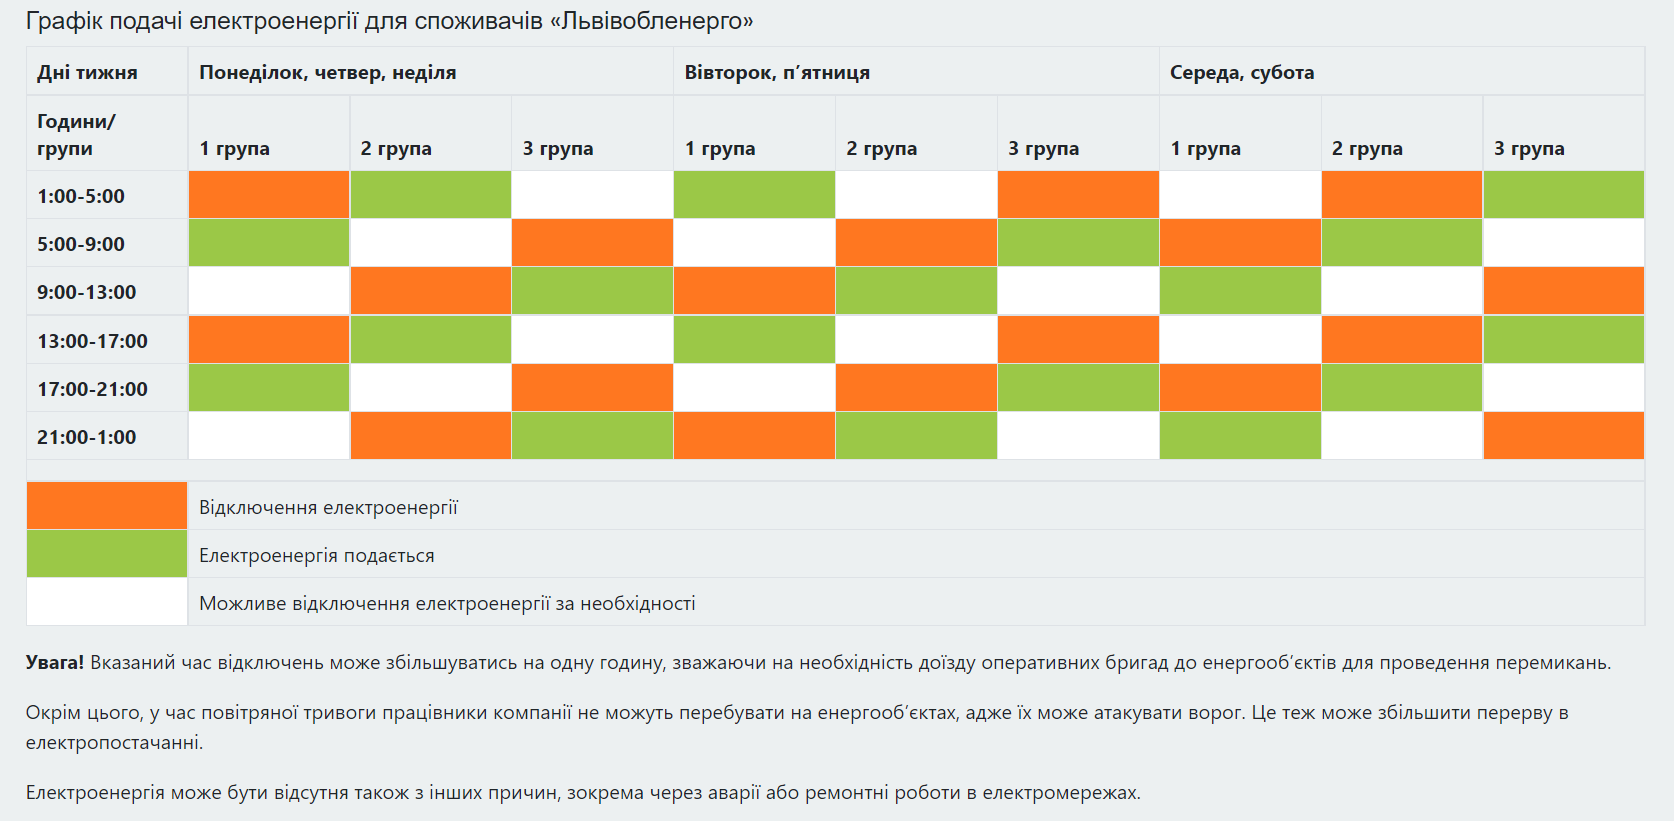 Графік подачі електроенергії для споживачів «Львівобленерго»
Дні тижня
Понеділок, четвер, неділя
Вівторок, п’ятниця
Середа, субота
Години/
групи
1 група
2 група
3 група
1 група
2 група
3 група
1 група
2 група
3 група
1:00-5:00
5:00-9:00
9:00-13:00
13:00-17:00
17:00-21:00
21:00-1:00
Відключення електроенергії
Електроенергія подається
Можливе відключення електроенергії за необхідності
Увага! Вказаний час відключень може збільшуватись на одну годину, зважаючи на необхідність доїзду оперативних бригад до енергооб’єктів для проведення перемикань.
Окрім цього, у час повітряної тривоги працівники компанії не можуть перебувати на енергооб’єктах, адже їх може атакувати ворог. Це теж може збільшити перерву в
електропостачанні.
Електроенергія може бути відсутня також з інших причин, зокрема через аварії або ремонтні роботи в електромережах.